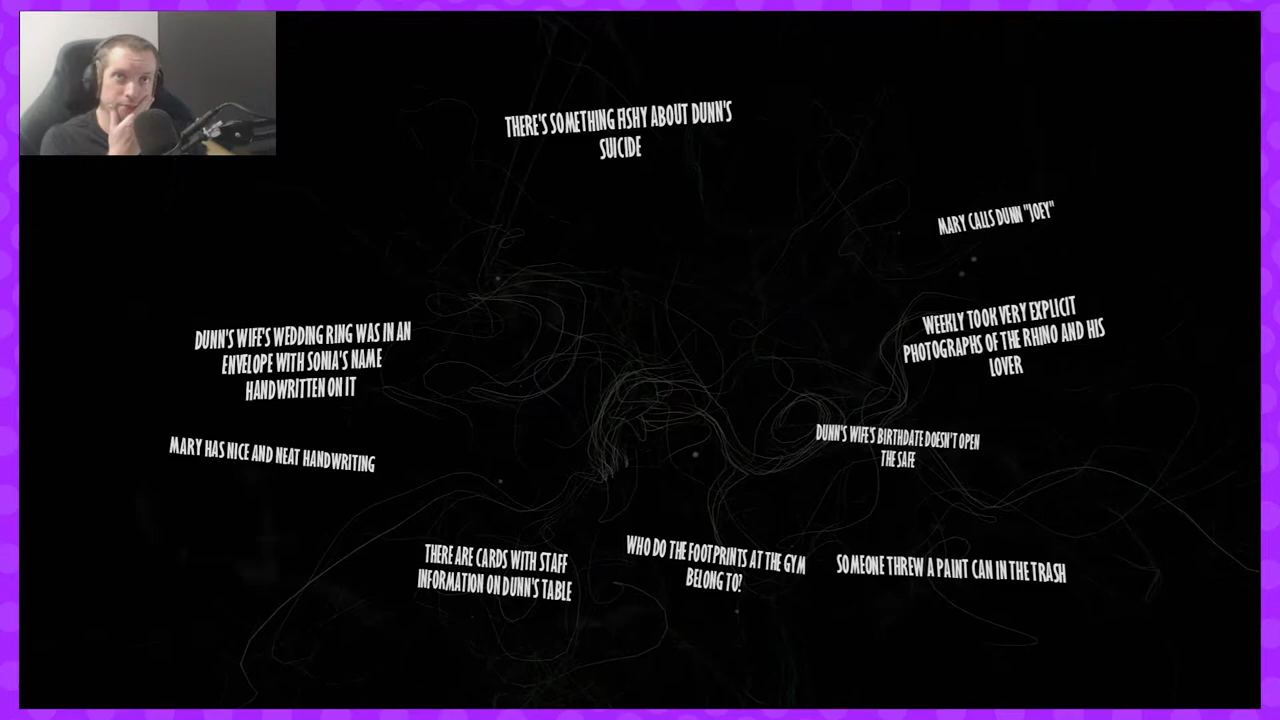 THERE'S SOMETHING FISHY ABOUT DUNN'S
SUICIDE
MARY CALLS DUNN "JOEY"
WEEKLY TOOK VERY EXPLICIT
PHOTOGRAPHS OF THE RHINO AND HIS
LOVER
DUNN'S WIFE'S WEDDING RING WAS IN AN
ENVELOPE WITH SONIA'S NAME
HANDWRITTEN ON IT
MARY HAS NICE AND NEAT HANDWRITING
DUNN'S WIFE'S BIRTHDATE DOESN'T OPEN
THE SAFE
THERE ARE CARDS WITH STAFF
INFORMATION ON DUNN'S TABLE
WHO DO THE FOOTPRINTS AT THE GYM
BELONG TO?
SOMEONE THREW A PAINT CAN IN THE TRASH